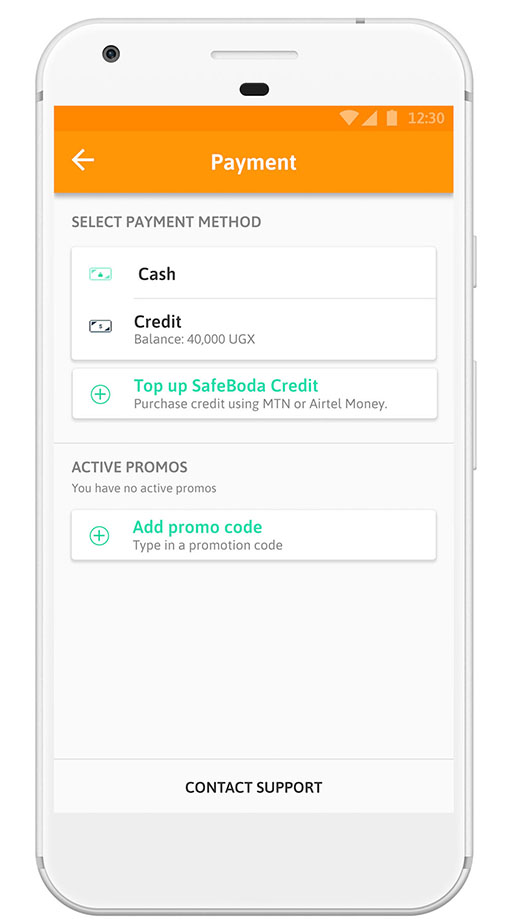 12:30
Payment
SELECT PAYMENT METHOD
Cash
Credit
Balance: 40,000 UGX
Top up SafeBoda Credit
Purchase credit using MTN or Airtel Money.
ACTIVE PROMOS
You have no active promos
Add promo code
Type in a promotion code
CONTACT SUPPORT